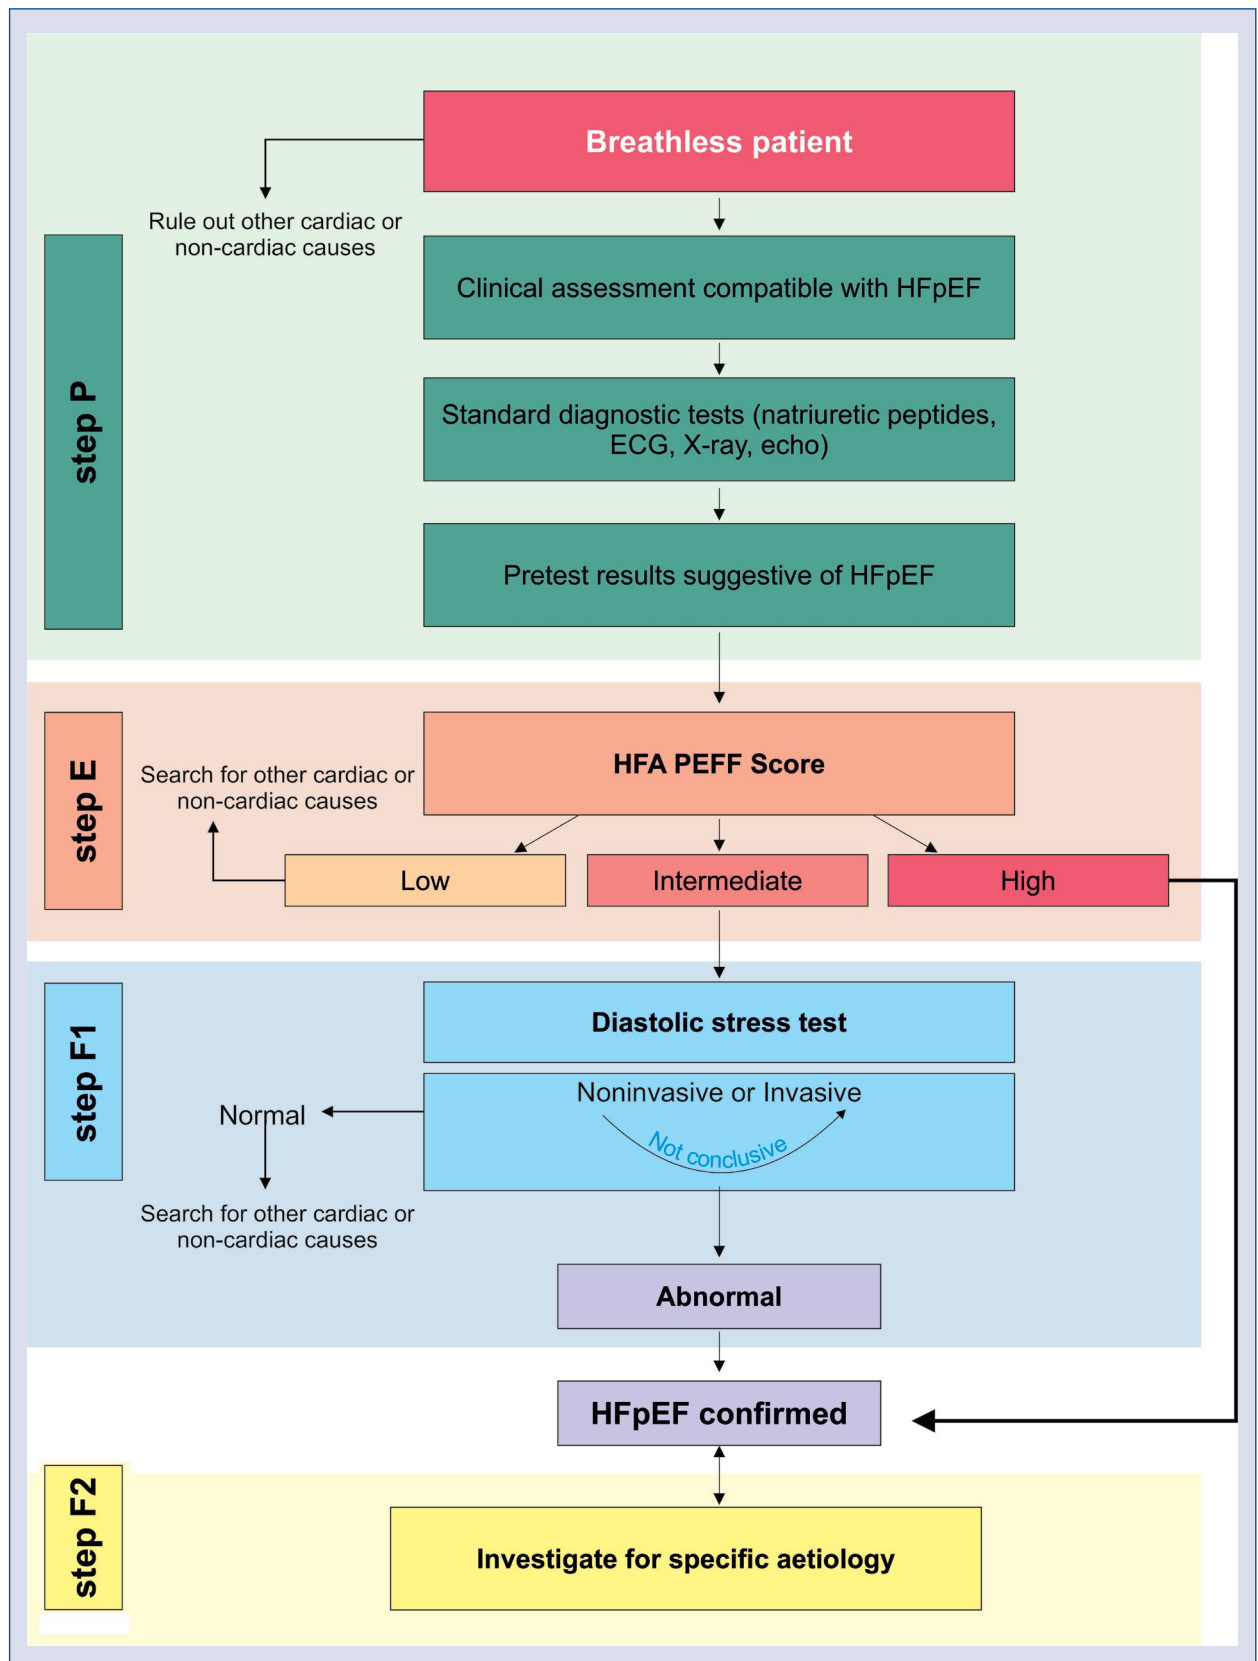 Breathless patient
Rule out other cardiac or
non-cardiac causes
step P
Clinical assessment compatible with HFpEF
Standard diagnostic tests (natriuretic peptides,
ECG, X-ray, echo)
Pretest results suggestive of HFpEF
step E
HFA PEFF Score
Search for other cardiac or
non-cardiac causes
Low
Intermediate
High
step F1
Diastolic stress test
Noninvasive or Invasive
Not conclusive
Normal
Search for other cardiac or
non-cardiac causes
Abnormal
HFpEF confirmed
step F2
Investigate for specific aetiology